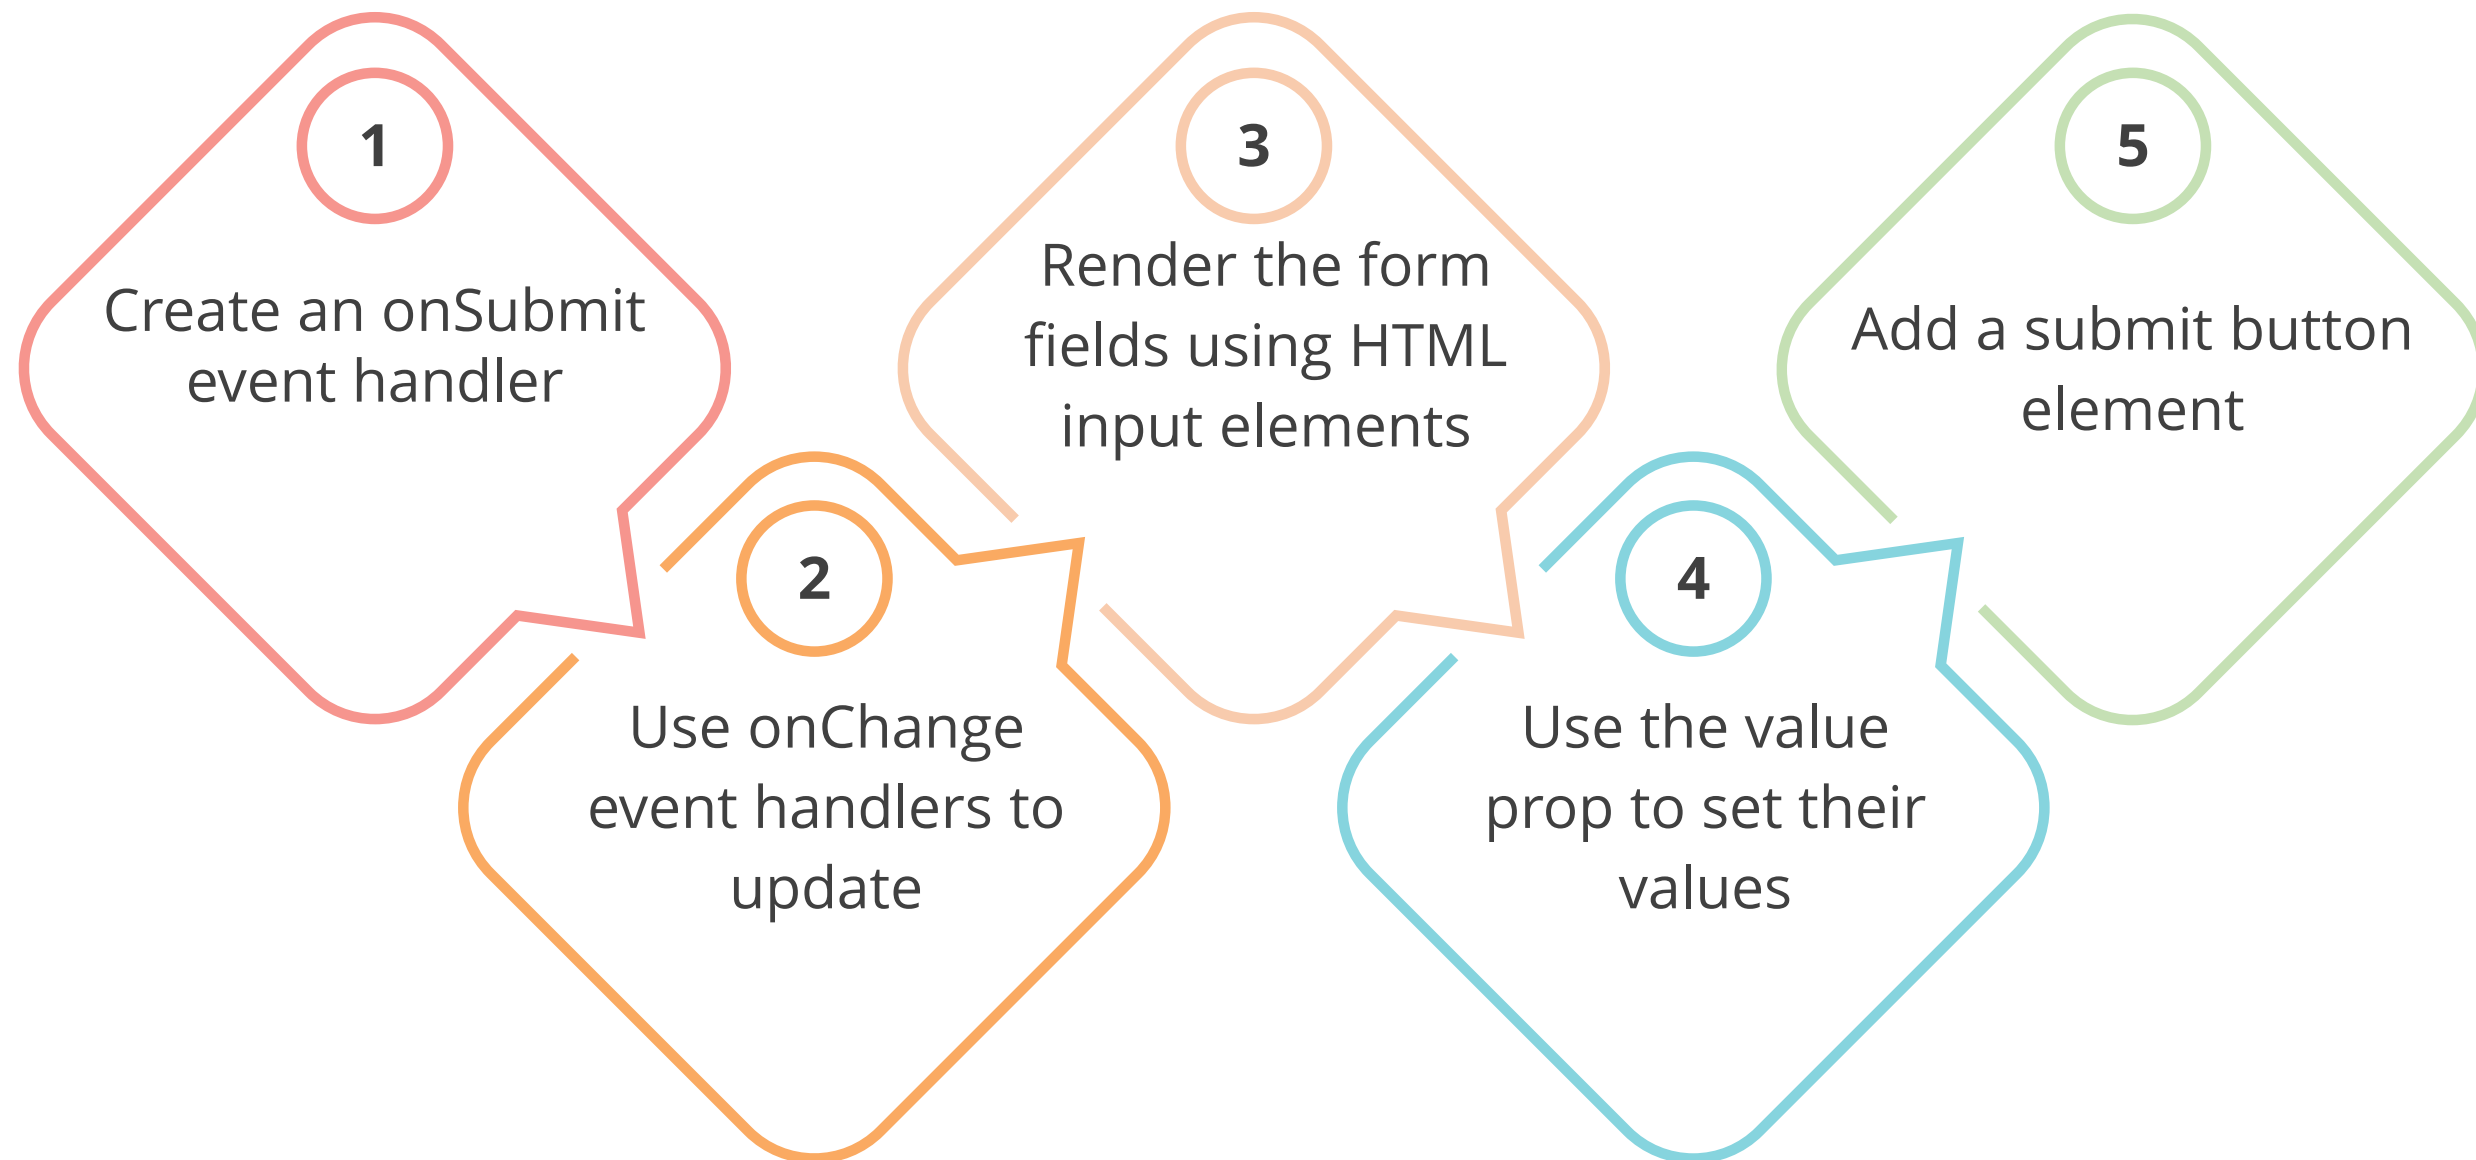 1
Create an onSubmit
event handler
2
Use onChange
event handlers to
update
3
Render the form
fields using HTML
input elements
4
Use the value
prop to set their
values
5
Add a submit button
element